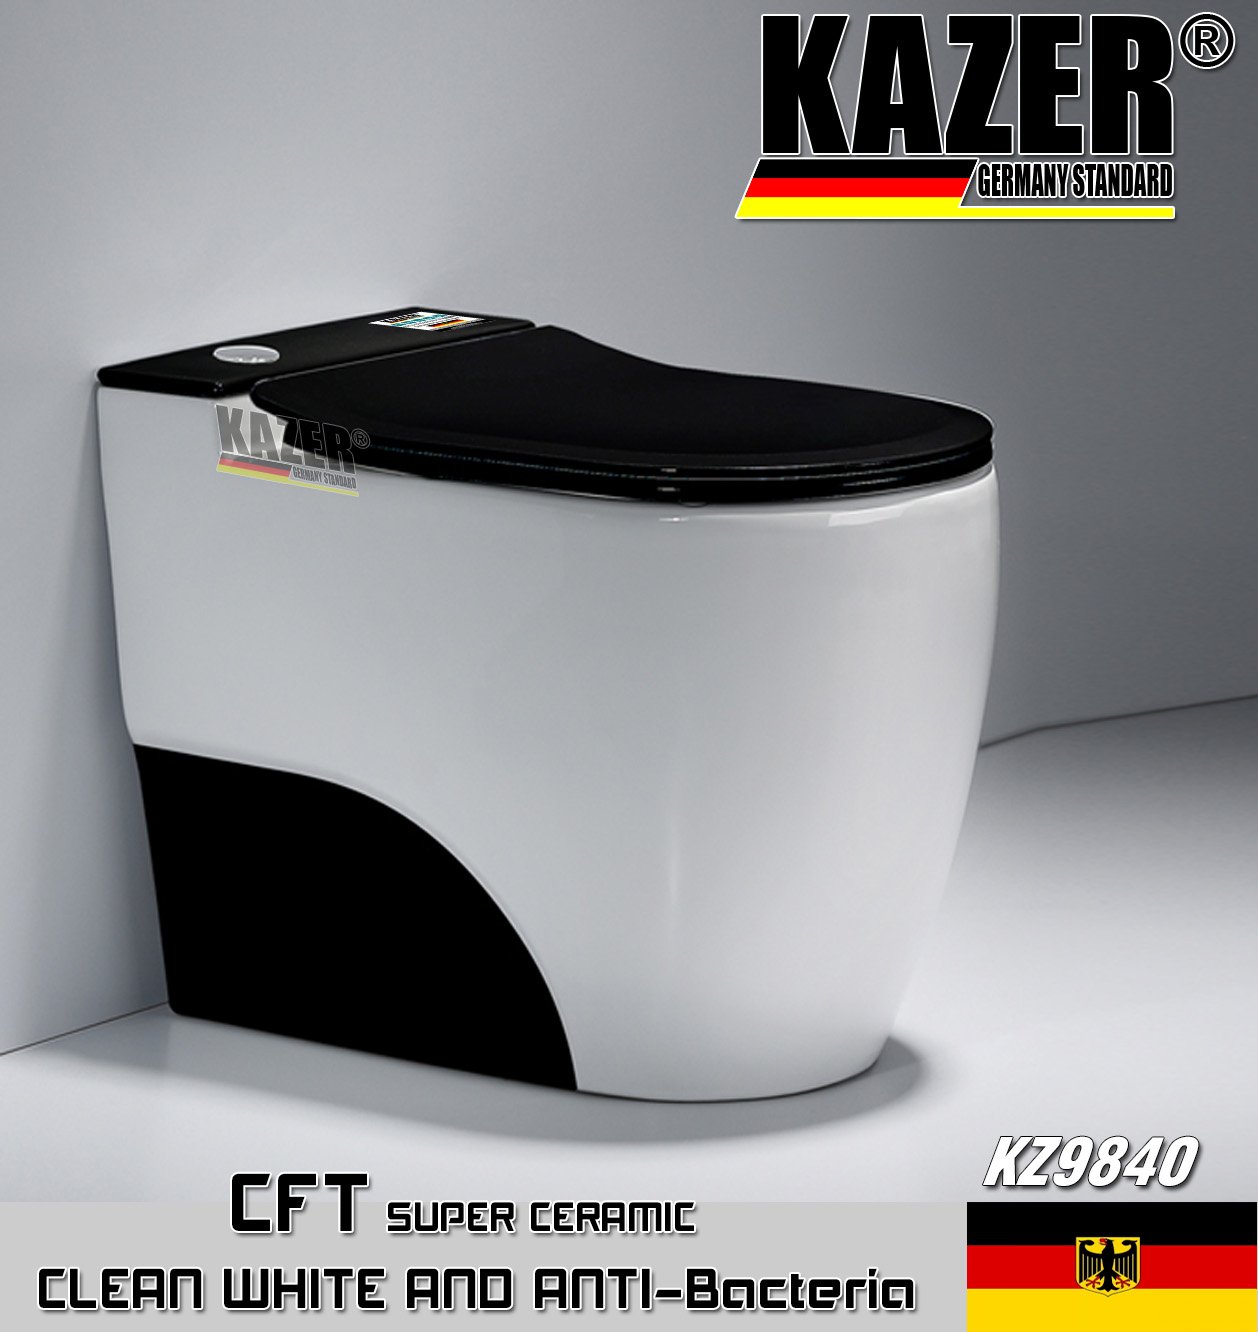 KAZER®
GERMANY STANDARD
KAZER®
GERMANY STANDARD
KZ9840
CFT SUPER CERAMIC
CLEAN WHITE AND ANTI-Bacteria